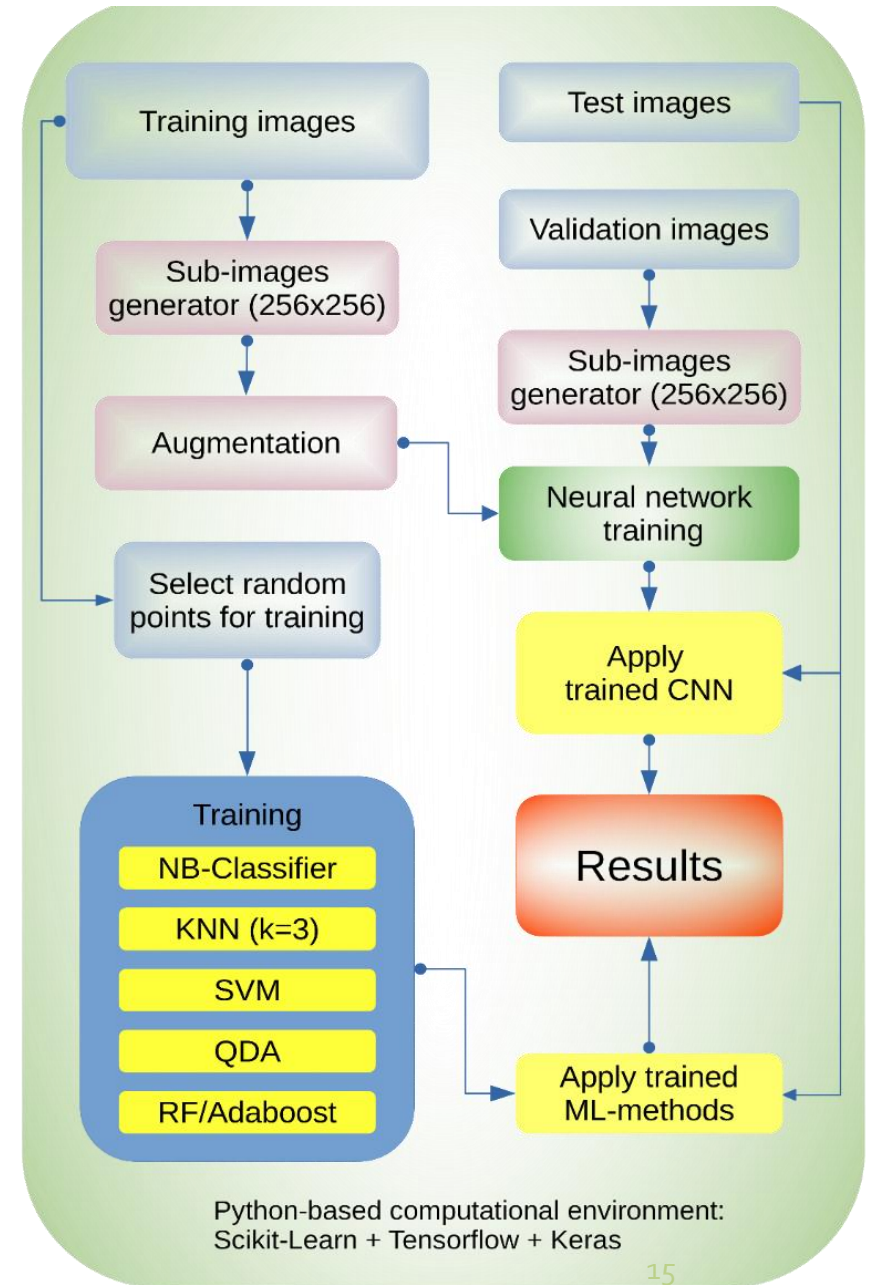 Training images
Sub-images
generator (256x256)
Augmentation
Select random
points for training
Training
NB-Classifier
KNN (k=3)
SVM
QDA
RF/Adaboost
Test images
Validation images
Sub-images
generator (256x256)
Neural network
training
Apply
trained CNN
Results
Apply trained
ML-methods
Python-based computational environment:
Scikit-Learn + Tensorflow + Keras
15